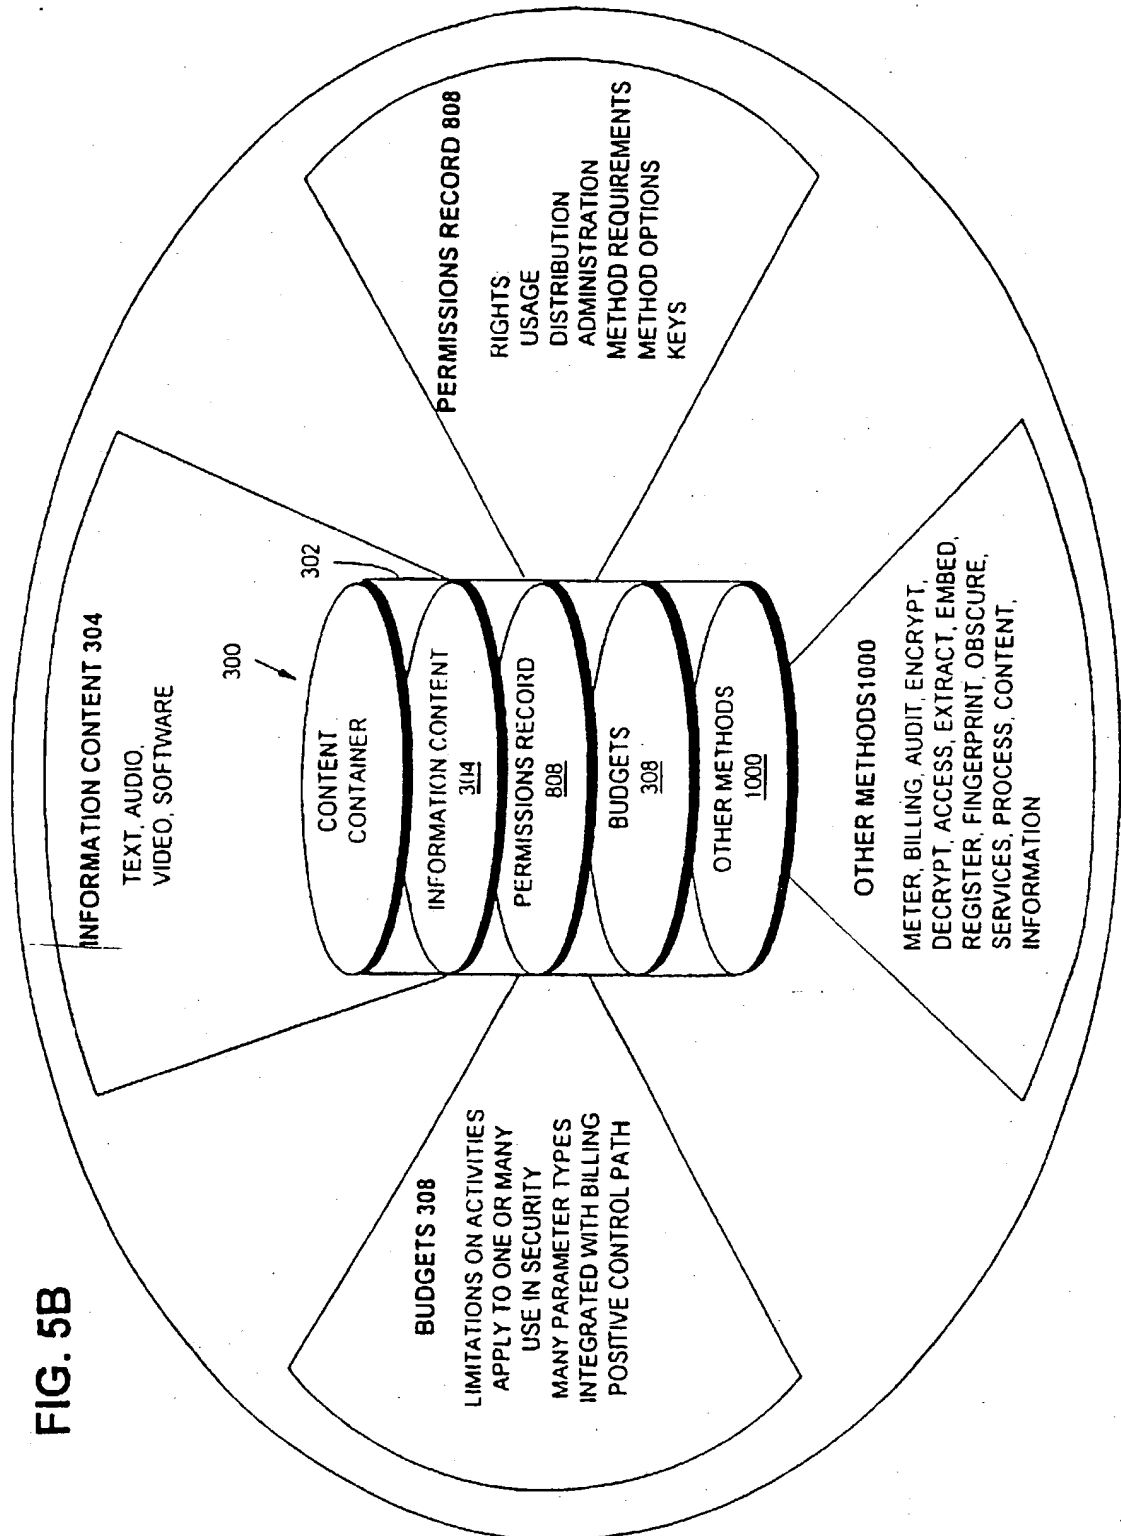 FIG. 5B
INFORMATION CONTENT 304
TEXT, AUDIO,
VIDEO, SOFTWARE
300
302
CONTENT
CONTAINER
INFORMATION CONTENT
304
PERMISSIONS RECORD
808
BUDGETS
308
OTHER METHODS
1000
BUDGETS 308
LIMITATIONS ON ACTIVITIES
APPLY TO ONE OR MANY
USE IN SECURITY
MANY PARAMETER TYPES
INTEGRATED WITH BILLING
POSITIVE CONTROL PATH
PERMISSIONS RECORD 808
RIGHTS
USAGE
DISTRIBUTION
ADMINISTRATION
METHOD REQUIREMENTS
METHOD OPTIONS
KEYS
OTHER METHODS1000
METER, BILLING, AUDIT, ENCRYPT,
DECRYPT, ACCESS, EXTRACT, EMBED,
REGISTER, FINGERPRINT, OBSCURE,
SERVICES, PROCESS, CONTENT,
INFORMATION